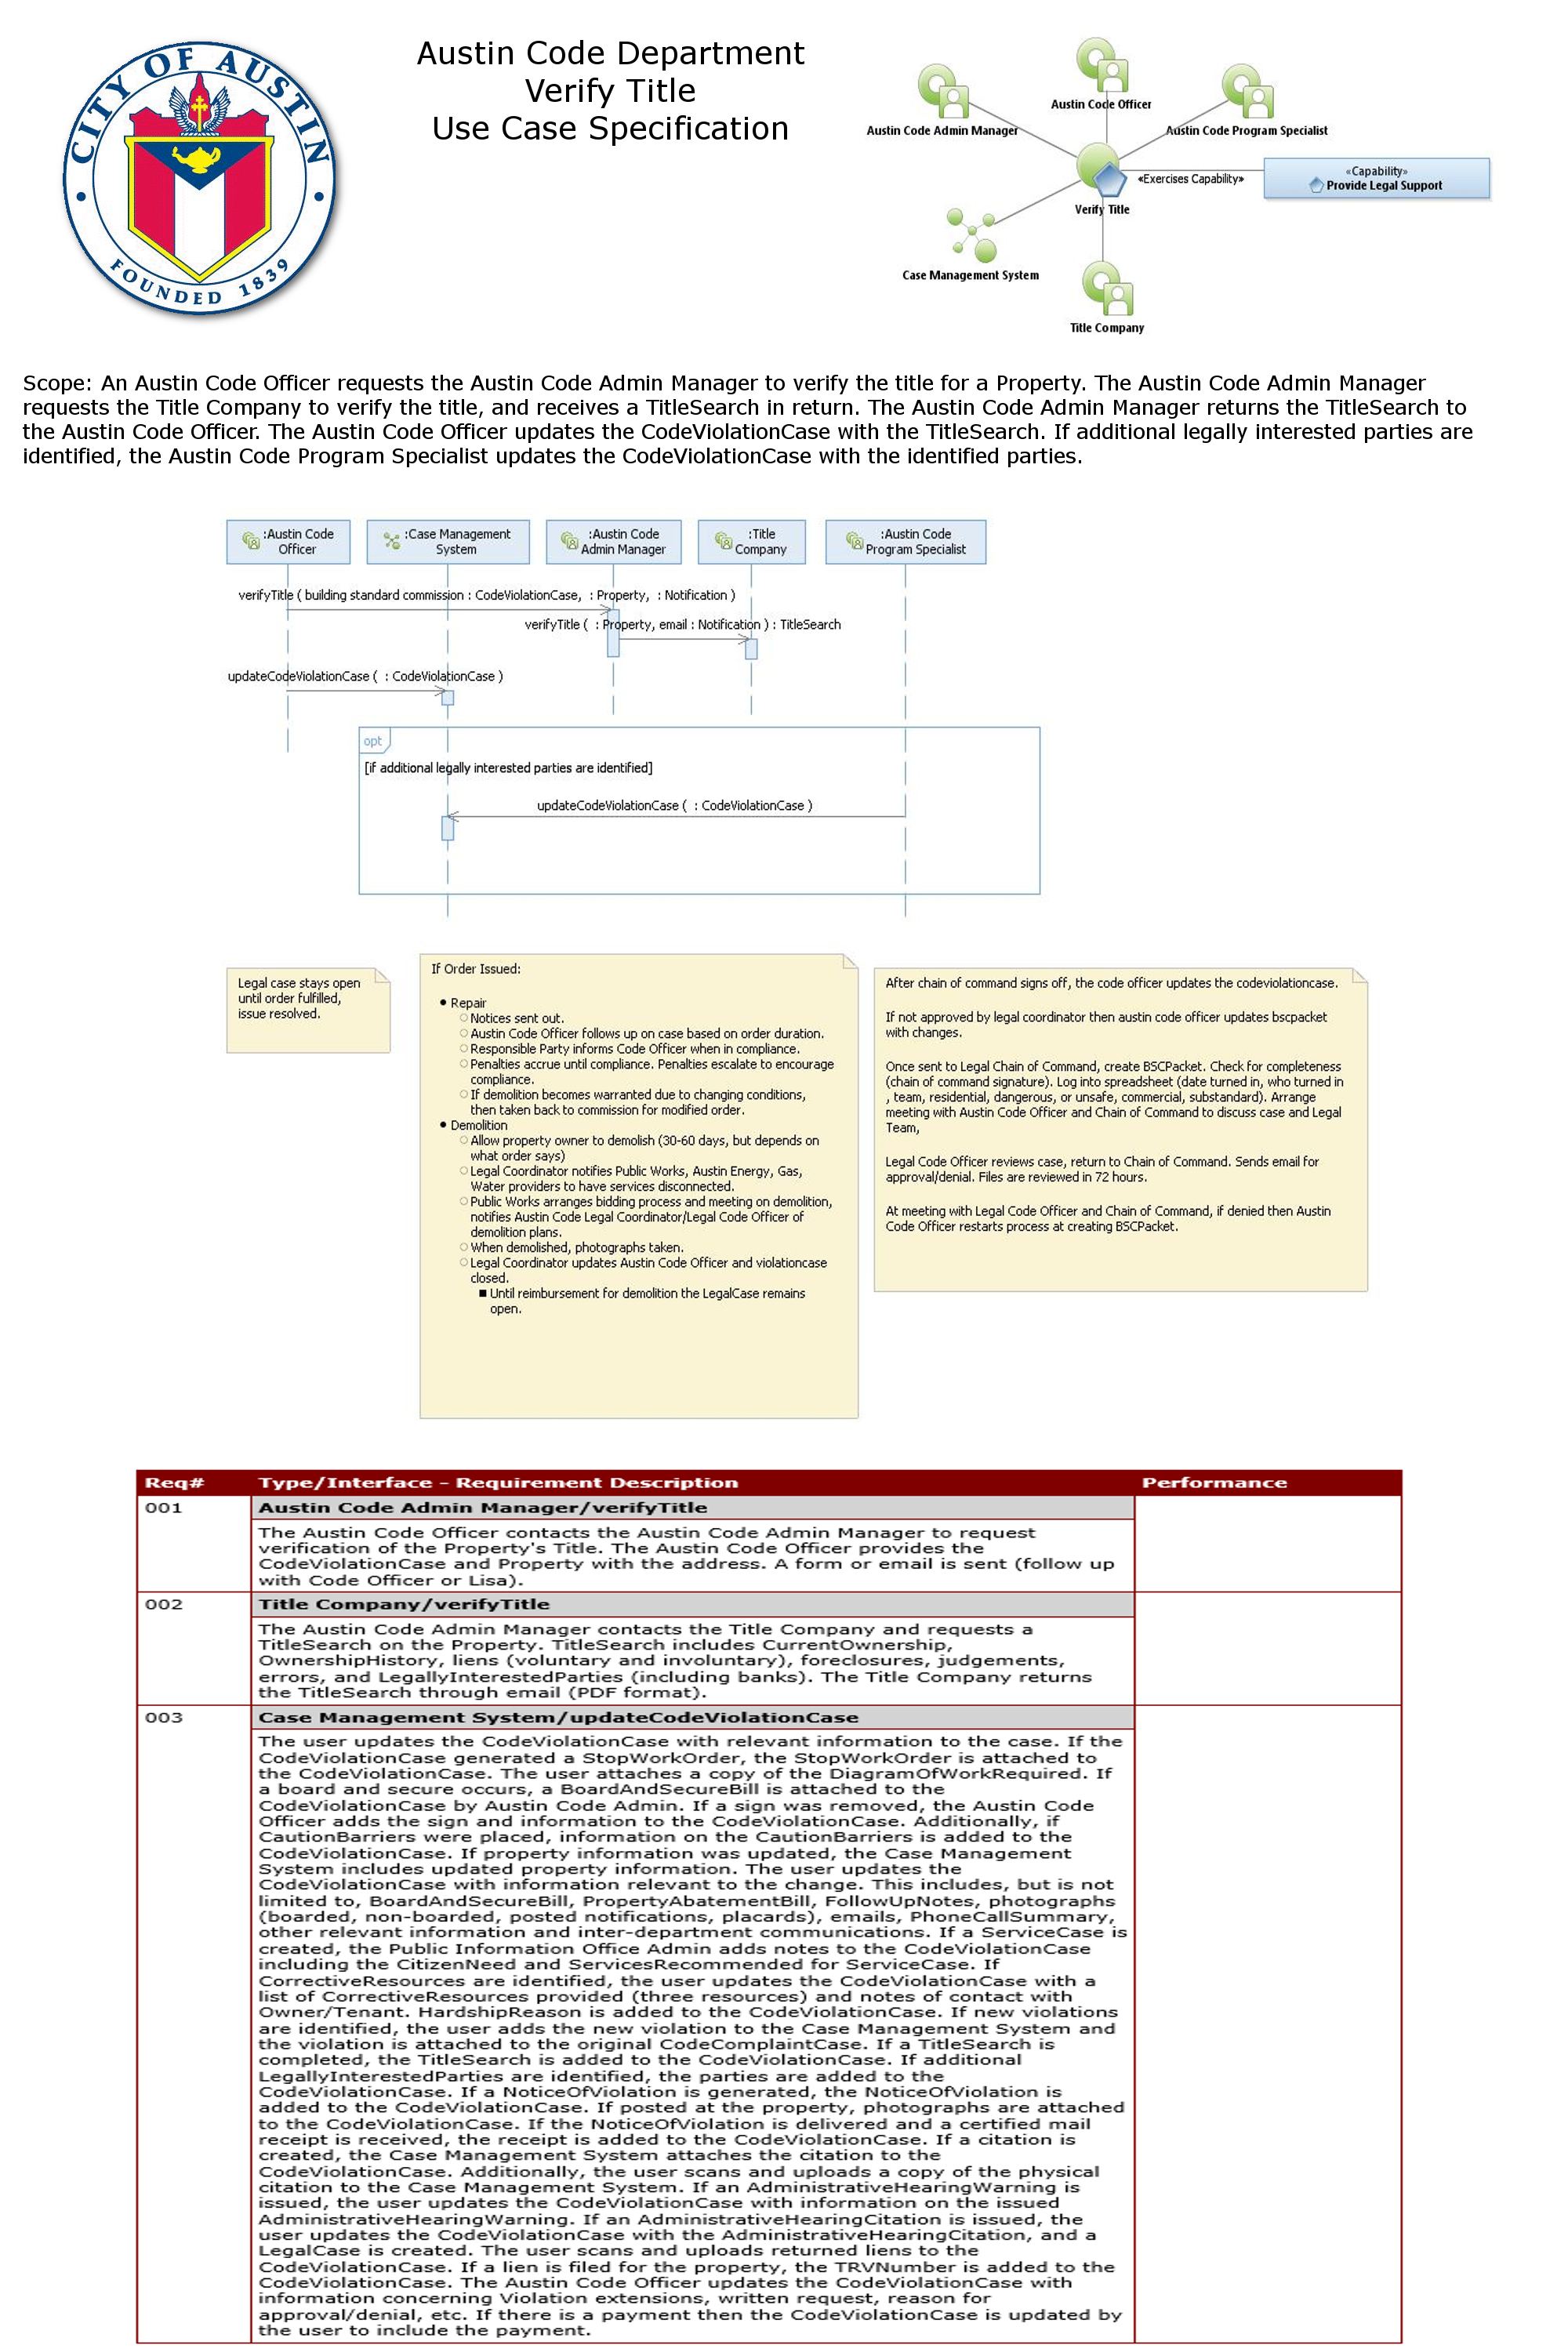 CITY OF AUSTIN
FOUNDED 1839
Austin Code Department
Verify Title
Use Case Specification
Austin Code Officer
Austin Code Admin Manager
Austin Code Program Specialist
«Exercises Capability»
«Capability»
Provide Legal Support
Verify Title
Case Management System
Title Company
Scope: An Austin Code Officer requests the Austin Code Admin Manager to verify the title for a Property. The Austin Code Admin Manager
requests the Title Company to verify the title, and receives a TitleSearch in return. The Austin Code Admin Manager returns the TitleSearch to
the Austin Code Officer. The Austin Code Officer updates the CodeViolationCase with the TitleSearch. If additional legally interested parties are
identified, the Austin Code Program Specialist updates the CodeViolationCase with the identified parties.
:Austin Code
Officer
:Case Management
System
:Austin Code
Admin Manager
:Title
Company
:Austin Code
Program Specialist
verifyTitle ( building standard commission : CodeViolationCase,  : Property,  : Notification )
verifyTitle (  : Property, email : Notification ) : TitleSearch
updateCodeViolationCase (  : CodeViolationCase )
opt
[if additional legally interested parties are identified]
updateCodeViolationCase (  : CodeViolationCase )
Legal case stays open
until order fulfilled,
issue resolved.
If Order Issued:
● Repair
○ Notices sent out.
○ Austin Code Officer follows up on case based on order duration.
○ Responsible Party informs Code Officer when in compliance.
○ Penalties accrue until compliance. Penalties escalate to encourage
compliance.
○ If demolition becomes warranted due to changing conditions,
then taken back to commission for modified order.
● Demolition
○ Allow property owner to demolish (30-60 days, but depends on
what order says)
○ Legal Coordinator notifies Public Works, Austin Energy, Gas,
Water providers to have services disconnected.
○ Public Works arranges bidding process and meeting on demolition,
notifies Austin Code Legal Coordinator/Legal Code Officer of
demolition plans.
○ When demolished, photographs taken.
○ Legal Coordinator updates Austin Code Officer and violationcase
closed.
■ Until reimbursement for demolition the LegalCase remains
open.
After chain of command signs off, the code officer updates the codeviolationcase.
If not approved by legal coordinator then austin code officer updates bscpacket
with changes.
Once sent to Legal Chain of Command, create BSCPacket. Check for completeness
(chain of command signature). Log into spreadsheet (date turned in, who turned in
, team, residential, dangerous, or unsafe, commercial, substandard). Arrange
meeting with Austin Code Officer and Chain of Command to discuss case and Legal
Team,
Legal Code Officer reviews case, return to Chain of Command. Sends email for
approval/denial. Files are reviewed in 72 hours.
At meeting with Legal Code Officer and Chain of Command, if denied then Austin
Code Officer restarts process at creating BSCPacket.
Req# Type/Interface - Requirement Description Performance
001 Austin Code Admin Manager/verifyTitle
The Austin Code Officer contacts the Austin Code Admin Manager to request
verification of the Property's Title. The Austin Code Officer provides the
CodeViolationCase and Property with the address. A form or email is sent (follow up
with Code Officer or Lisa).
002 Title Company/verifyTitle
The Austin Code Admin Manager contacts the Title Company and requests a
TitleSearch on the Property. TitleSearch includes CurrentOwnership,
OwnershipHistory, liens (voluntary and involuntary), foreclosures, judgements,
errors, and LegallyInterestedParties (including banks). The Title Company returns
the TitleSearch through email (PDF format).
003 Case Management System/updateCodeViolationCase
The user updates the CodeViolationCase with relevant information to the case. If the
CodeViolationCase generated a StopWorkOrder, the StopWorkOrder is attached to
the CodeViolationCase. The user attaches a copy of the DiagramOfWorkRequired. If
a board and secure occurs, a BoardAndSecureBill is attached to the
CodeViolationCase by Austin Code Admin. If a sign was removed, the Austin Code
Officer adds the sign and information to the CodeViolationCase. Additionally, if
CautionBarriers were placed, information on the CautionBarriers is added to the
CodeViolationCase. If property information was updated, the Case Management
System includes updated property information. The user updates the
CodeViolationCase with information relevant to the change. This includes, but is not
limited to, BoardAndSecureBill, PropertyAbatementBill, FollowUpNotes, photographs
(boarded, non-boarded, posted notifications, placards), emails, PhoneCallSummary,
other relevant information and inter-department communications. If a ServiceCase is
created, the Public Information Office Admin adds notes to the CodeViolationCase
including the CitizenNeed and ServicesRecommended for ServiceCase. If
CorrectiveResources are identified, the user updates the CodeViolationCase with a
list of CorrectiveResources provided (three resources) and notes of contact with
Owner/Tenant. HardshipReason is added to the CodeViolationCase. If new violations
are identified, the user adds the new violation to the Case Management System and
the violation is attached to the original CodeComplaintCase. If a TitleSearch is
completed, the TitleSearch is added to the CodeViolationCase. If additional
LegallyInterestedParties are identified, the parties are added to the
CodeViolationCase. If a NoticeOfViolation is generated, the NoticeOfViolation is
added to the CodeViolationCase. If posted at the property, photographs are attached
to the CodeViolationCase. If the NoticeOfViolation is delivered and a certified mail
receipt is received, the receipt is added to the CodeViolationCase. If a citation is
created, the Case Management System attaches the citation to the
CodeViolationCase. Additionally, the user scans and uploads a copy of the physical
citation to the Case Management System. If an AdministrativeHearingWarning is
issued, the user updates the CodeViolationCase with information on the issued
AdministrativeHearingWarning. If an AdministrativeHearingCitation is issued, the
user updates the CodeViolationCase with the AdministrativeHearingCitation, and a
LegalCase is created. The user scans and uploads returned liens to the
CodeViolationCase. If a lien is filed for the property, the TRVNumber is added to the
CodeViolationCase. The Austin Code Officer updates the CodeViolationCase with
information concerning Violation extensions, written request, reason for
approval/denial, etc. If there is a payment then the CodeViolationCase is updated by
the user to include the payment.